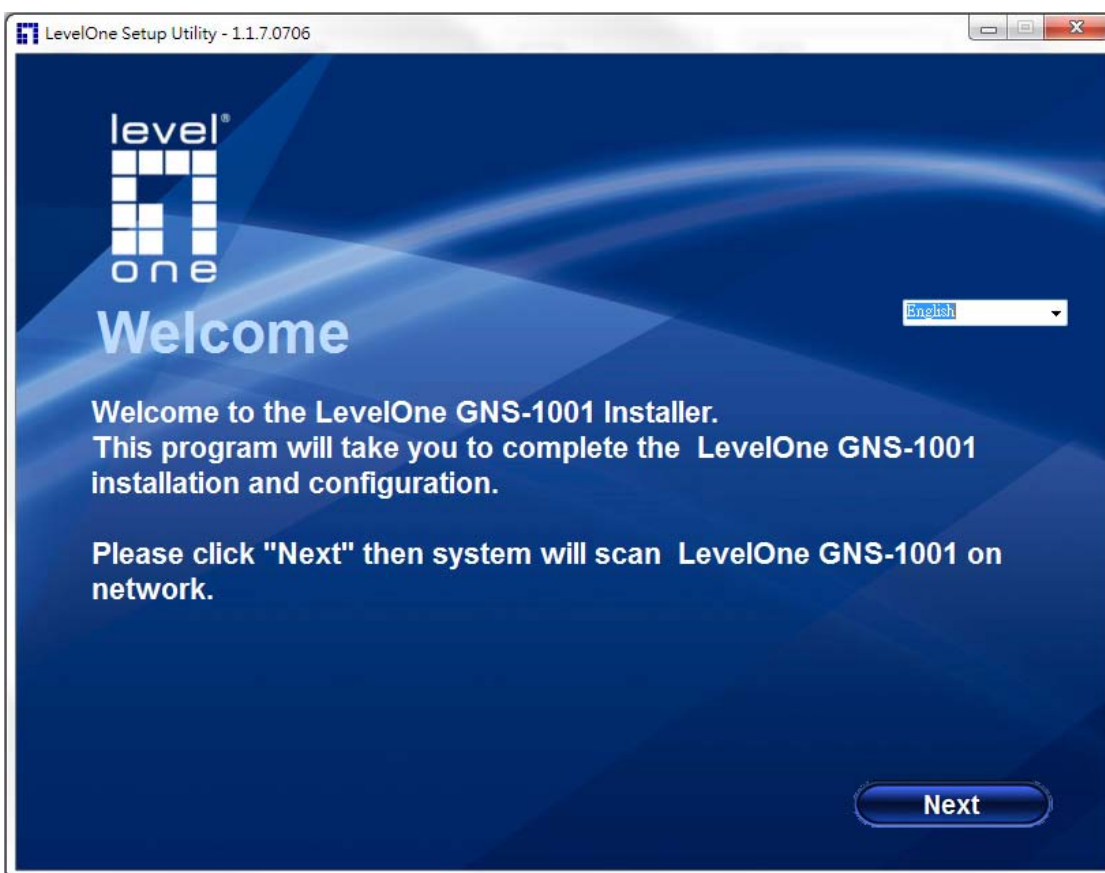 LevelOne Setup Utility - 1.1.7.0706
level®
one
Welcome
English
Welcome to the LevelOne GNS-1001 Installer.
This program will take you to complete the LevelOne GNS-1001
installation and configuration.
Please click "Next" then system will scan LevelOne GNS-1001 on
network.
Next